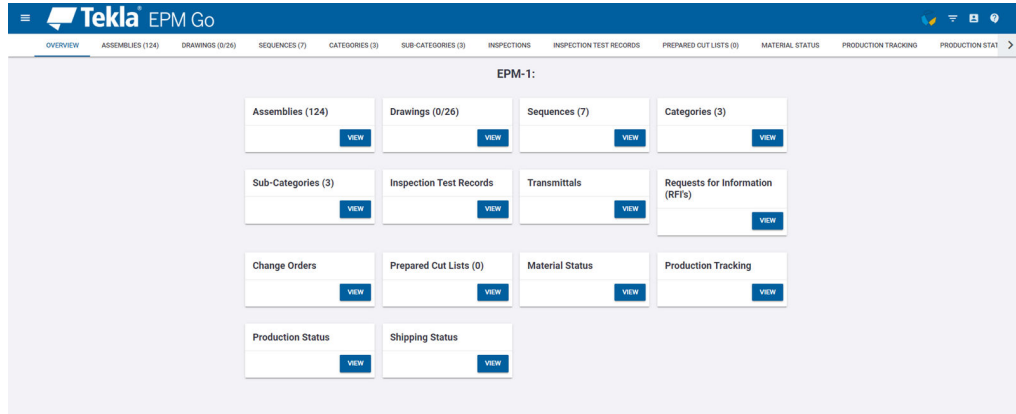 Tekla EPM Go
OVERVIEW ASSEMBLIES (124) DRAWINGS (0/26) SEQUENCES (7) CATEGORIES (3) SUB-CATEGORIES (3) INSPECTIONS INSPECTION TEST RECORDS PREPARED CUT LISTS (0) MATERIAL STATUS PRODUCTION TRACKING PRODUCTION STAT
EPM-1:
Assemblies (124) Drawings (0/26) Sequences (7) Categories (3)
VIEW VIEW VIEW VIEW
Sub-Categories (3) Inspection Test Records Transmittals Requests for Information
(RFI's)
VIEW VIEW VIEW VIEW
Change Orders Prepared Cut Lists (0) Material Status Production Tracking
VIEW VIEW VIEW VIEW
Production Status Shipping Status
VIEW VIEW